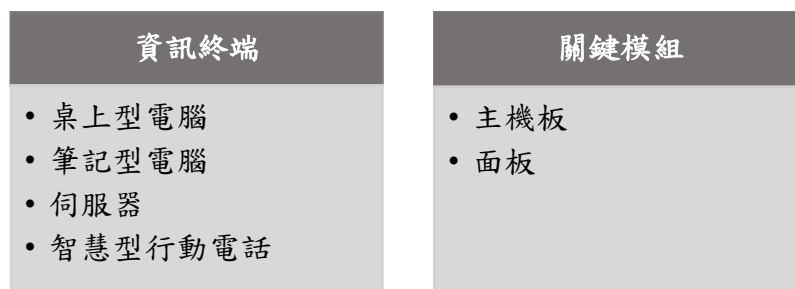 資訊終端
• 桌上型電腦
• 筆記型電腦
• 伺服器
• 智慧型行動電話
關鍵模組
• 主機板
• 面板